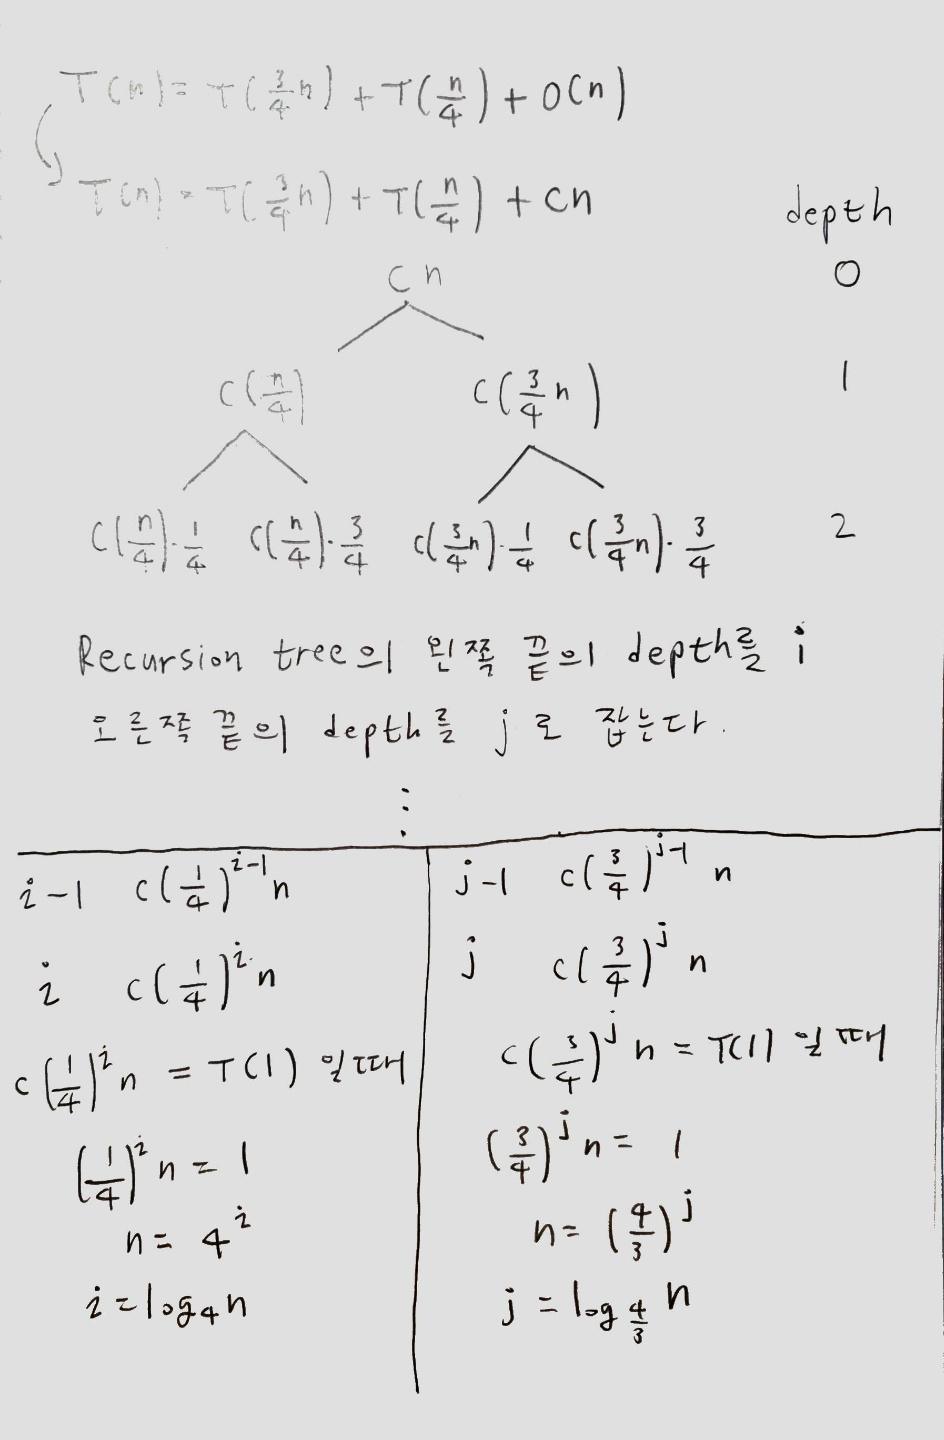 T(n) = T(3/4 n) + T(n/4) + O(n)
T(n) = T(3/4 n) + T(n/4) + cn
depth
cn 0
c(n/4) c(3/4 n) 1
c(n/4)·1/4 c(n/4)·3/4 c(3/4 n)·1/4 c(3/4 n)·3/4 2
Recursion tree의 왼쪽 끝의 depth를 i
오른쪽 끝의 depth를 j로 잡는다.
⋮
i-1 c(1/4)^{i-1} n
i c(1/4)^i n
c(1/4)^i n = T(1) 일때
(1/4)^i n = 1
n = 4^i
i = log₄n
j-1 c(3/4)^{j-1} n
j c(3/4)^j n
c(3/4)^j n = T(1) 일때
(3/4)^j n = 1
n = (4/3)^j
j = log_{4/3} n